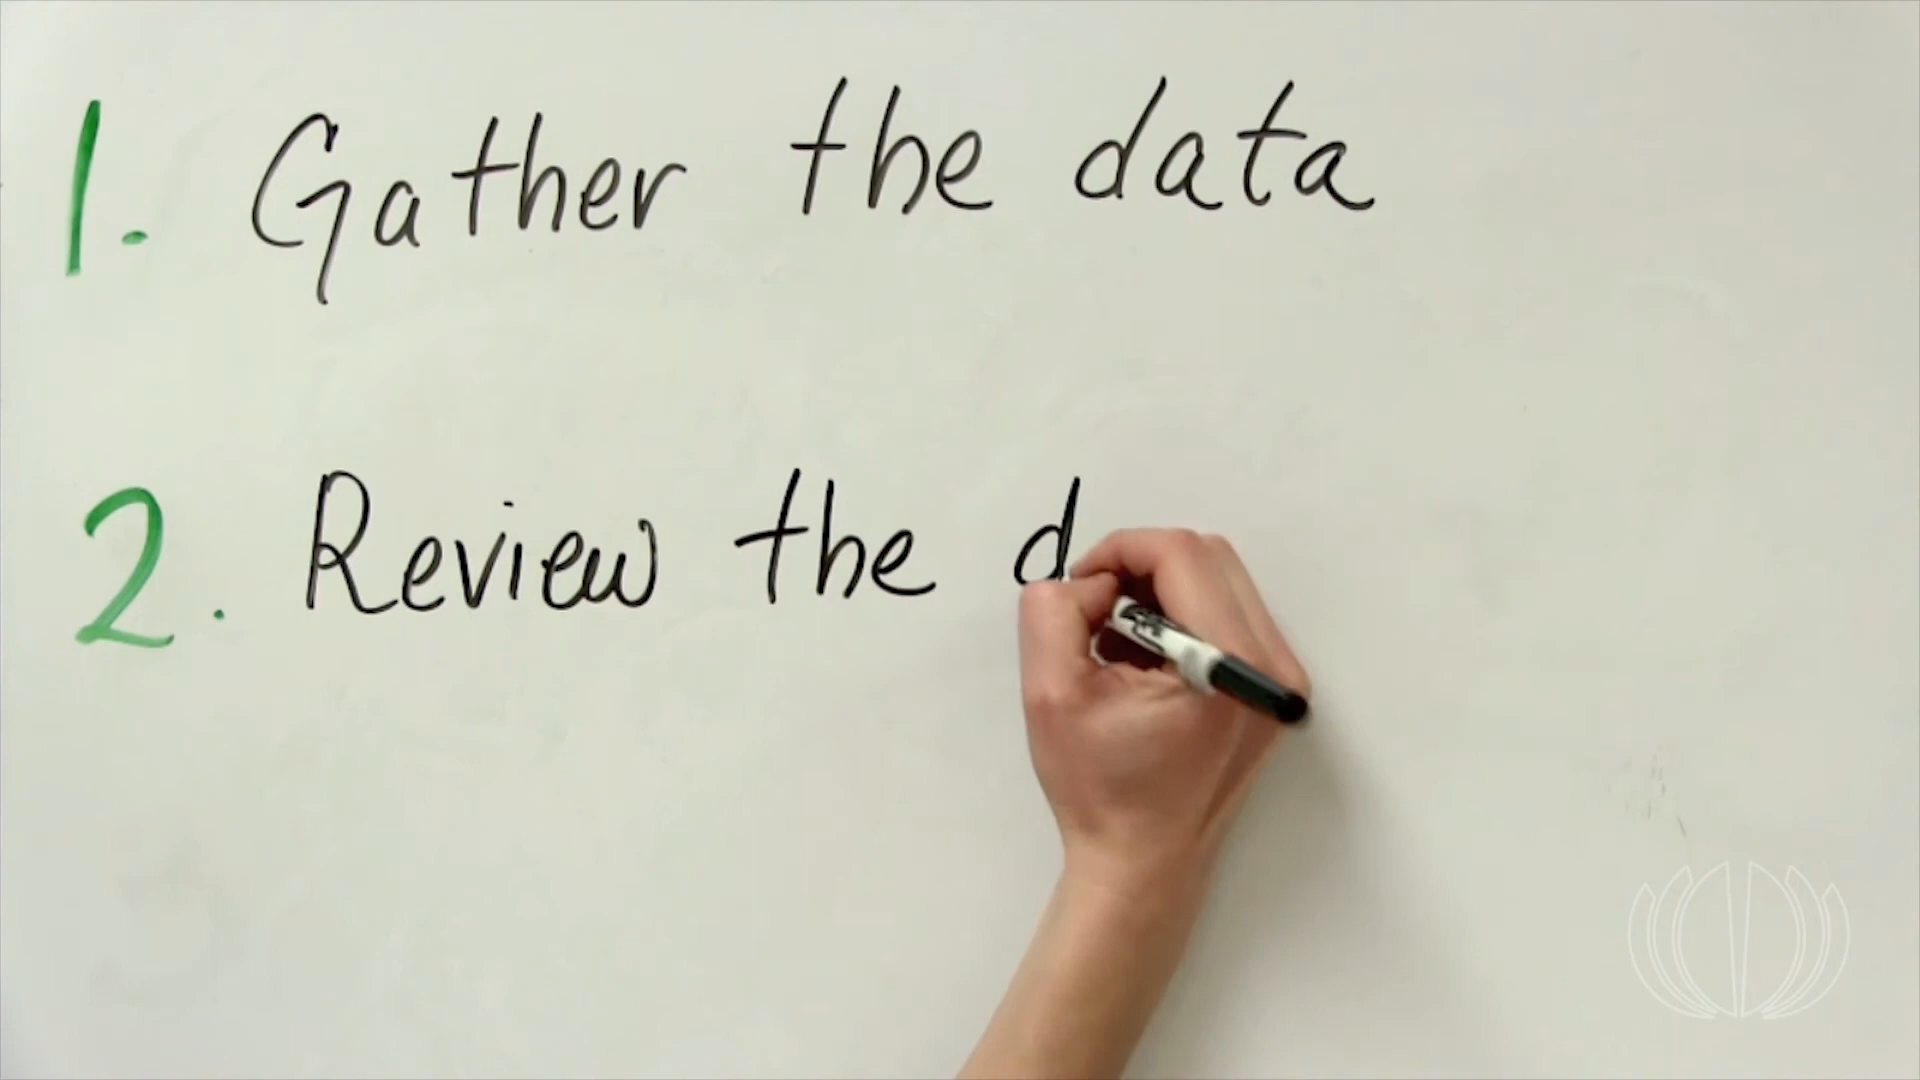 1. Gather the data
2. Review the d